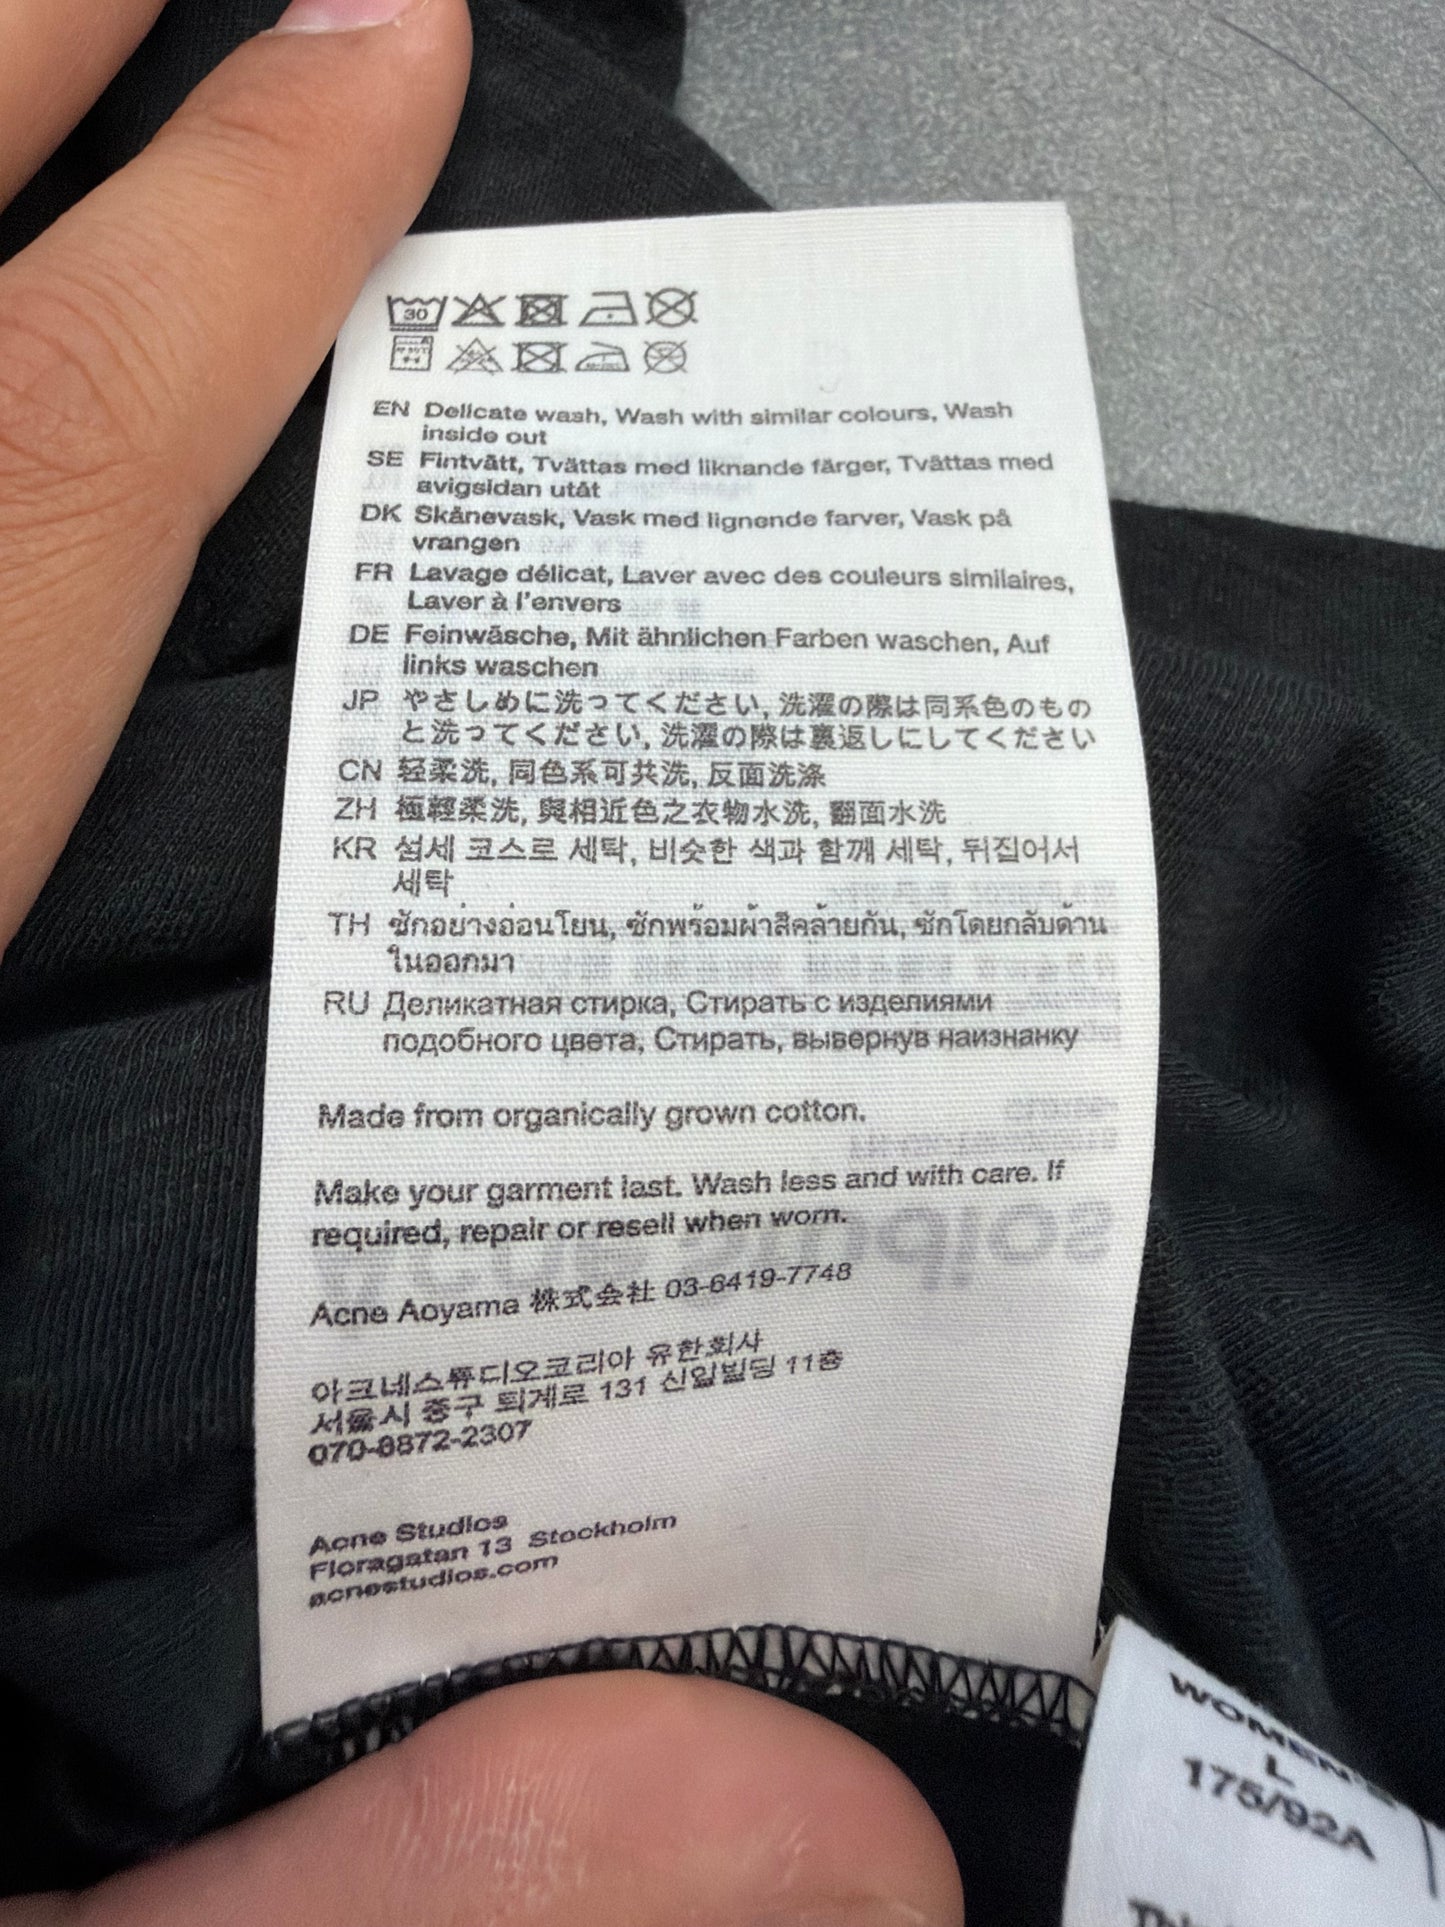 30
EN Delicate wash, Wash with similar colours, Wash
inside out
SE Fintvätt, Tvättas med liknande färger, Tvättas med
avigsidan utåt
DK Skånevask, Vask med lignende farver, Vask på
vrangen
FR Lavage délicat, Laver avec des couleurs similaires,
Laver à l'envers
DE Feinwäsche, Mit ähnlichen Farben waschen, Auf
links waschen
JP やさしめに洗ってください, 洗濯の際は同系色のもの
と洗ってください, 洗濯の際は裏返しにしてください
CN 轻柔洗, 同色系可共洗, 反面洗涤
ZH 極輕柔洗, 與相近色之衣物水洗, 翻面水洗
KR 섬세 코스로 세탁, 비슷한 색과 함께 세탁, 뒤집어서
세탁
TH ซักอย่างอ่อนโยน, ซักพร้อมผ้าสีคล้ายกัน, ซักโดยกลับด้าน
ในออกมา
RU Деликатная стирка, Стирать с изделиями
подобного цвета, Стирать, вывернув наизнанку
Made from organically grown cotton.
Make your garment last. Wash less and with care. If
required, repair or resell when worn.
Acne Aoyama 株式会社 03-6419-7748
아크네스튜디오코리아 유한회사
서울시 중구 퇴계로 131 신일빌딩 11층
070-8872-2307
Acne Studios
Floragatan 13 Stockholm
acnestudios.com
WOMEN'S
L
175/92A